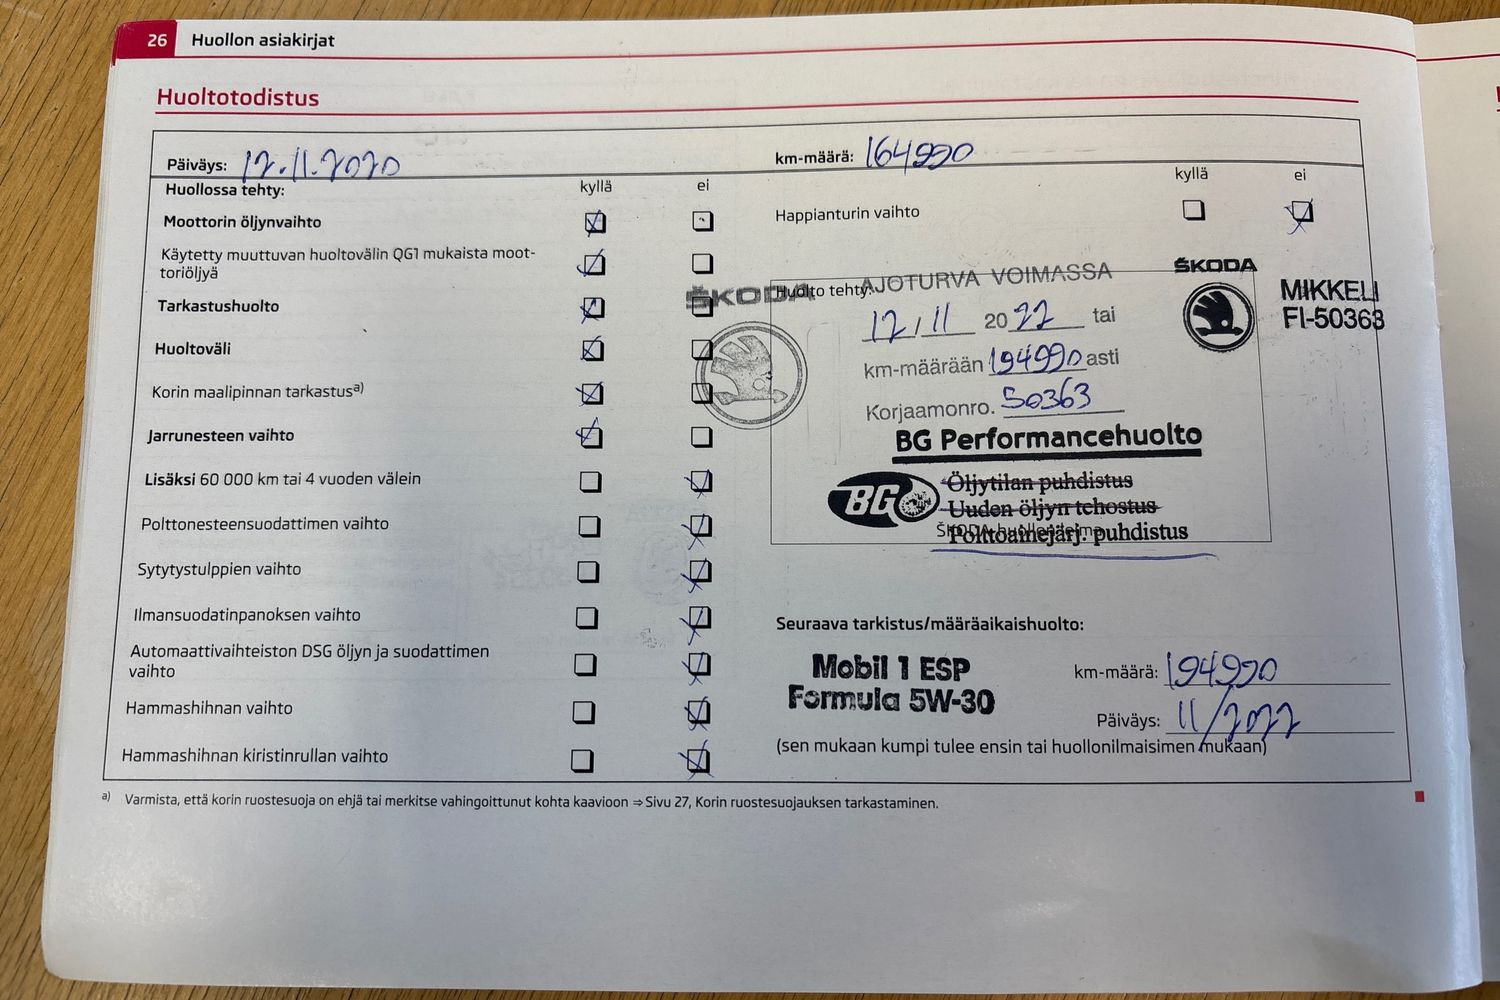 26 Huollon asiakirjat
Huoltotodistus
Päiväys: 12.11.2020
km-määrä: 164990
Huollossa tehty: kyllä ei
Moottorin öljynvaihto
Käytetty muuttuvan huoltovälin QG1 mukaista moot-
toriöljyä
Tarkastushuolto
Huoltoväli
Korin maalipinnan tarkastus a)
Jarrunesteen vaihto
Lisäksi 60 000 km tai 4 vuoden välein
Polttonesteensuodattimen vaihto
Sytytystulppien vaihto
Ilmansuodatinpanoksen vaihto
Automaattivaihteiston DSG öljyn ja suodattimen
vaihto
Hammashihnan vaihto
Hammashihnan kiristinrullan vaihto
kyllä ei
Happianturin vaihto
ŠKODA
Huolto tehty:
AJOTURVA VOIMASSA
12/11 2022 tai
km-määrään 194990 asti
Korjaamonro. 50363
ŠKODA
MIKKELI
FI-50363
BG Performancehuolto
BG
Öljytilan puhdistus
Uuden öljyn tehostus
Polttoainejärj. puhdistus
ŠKODA-huolto
Seuraava tarkistus/määräaikaishuolto:
Mobil 1 ESP
Formula 5W-30
km-määrä: 194990
Päiväys: 11/2022
(sen mukaan kumpi tulee ensin tai huollonilmaisimen mukaan)
a) Varmista, että korin ruostesuoja on ehjä tai merkitse vahingoittunut kohta kaavioon ⇒ Sivu 27, Korin ruostesuojauksen tarkastaminen.